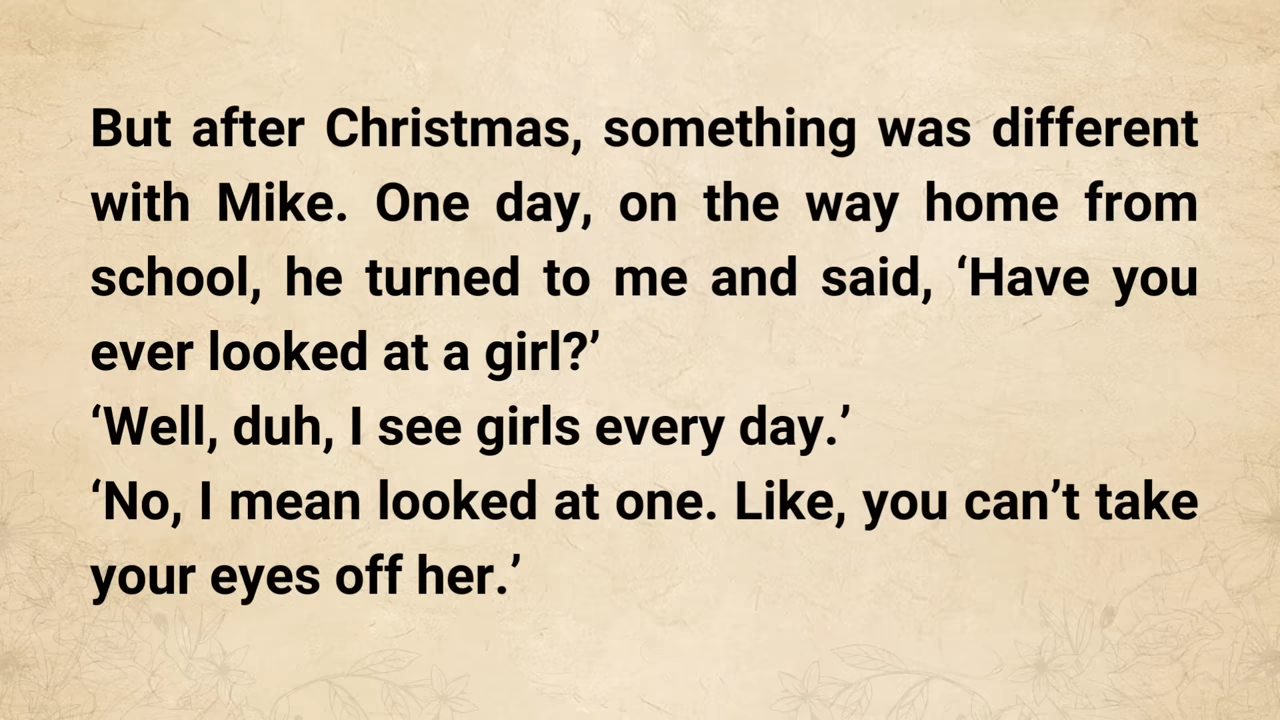 But after Christmas, something was different
with Mike. One day, on the way home from
school, he turned to me and said, ‘Have you
ever looked at a girl?’
‘Well, duh, I see girls every day.’
‘No, I mean looked at one. Like, you can’t take
your eyes off her.’